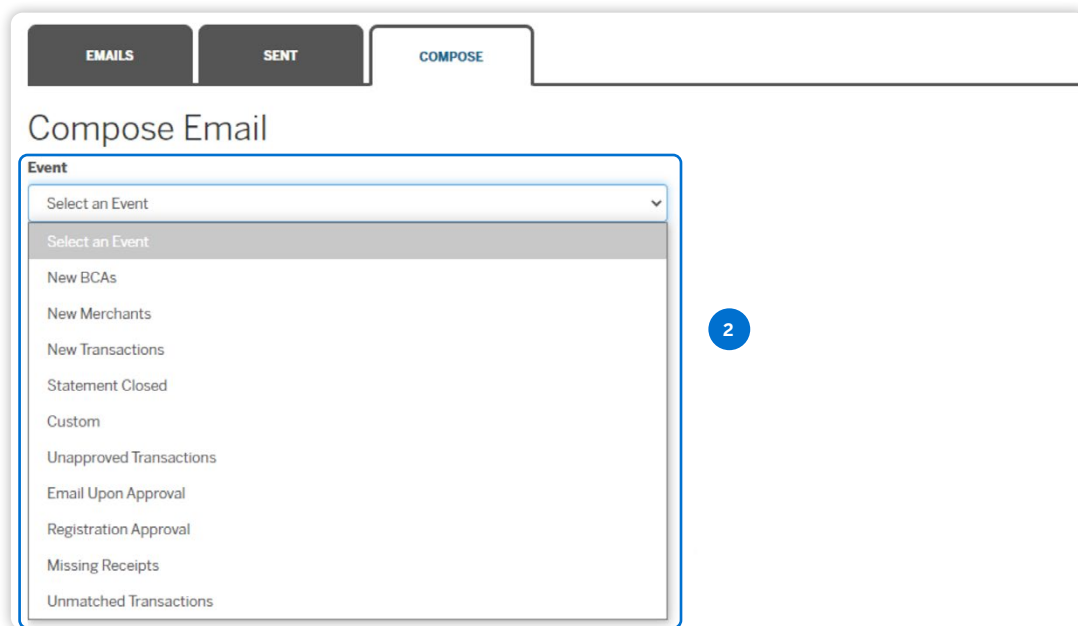 EMAILS SENT COMPOSE
Compose Email
Event
Select an Event
Select an Event
New BCAs
New Merchants
New Transactions
2
Statement Closed
Custom
Unapproved Transactions
Email Upon Approval
Registration Approval
Missing Receipts
Unmatched Transactions